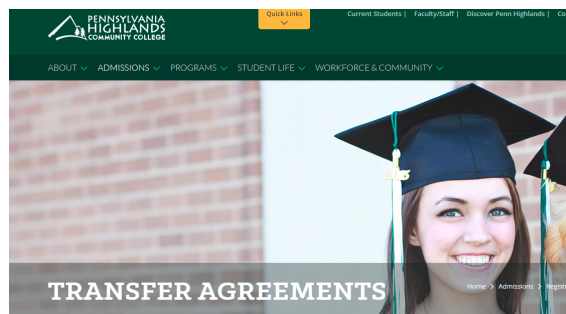 PENNSYLVANIA
HIGHLANDS
COMMUNITY COLLEGE
Quick Links
Current Students | Faculty/Staff | Discover Penn Highlands |
ABOUT ADMISSIONS PROGRAMS STUDENT LIFE WORKFORCE & COMMUNITY
TRANSFER AGREEMENTS
Home > Admissions >